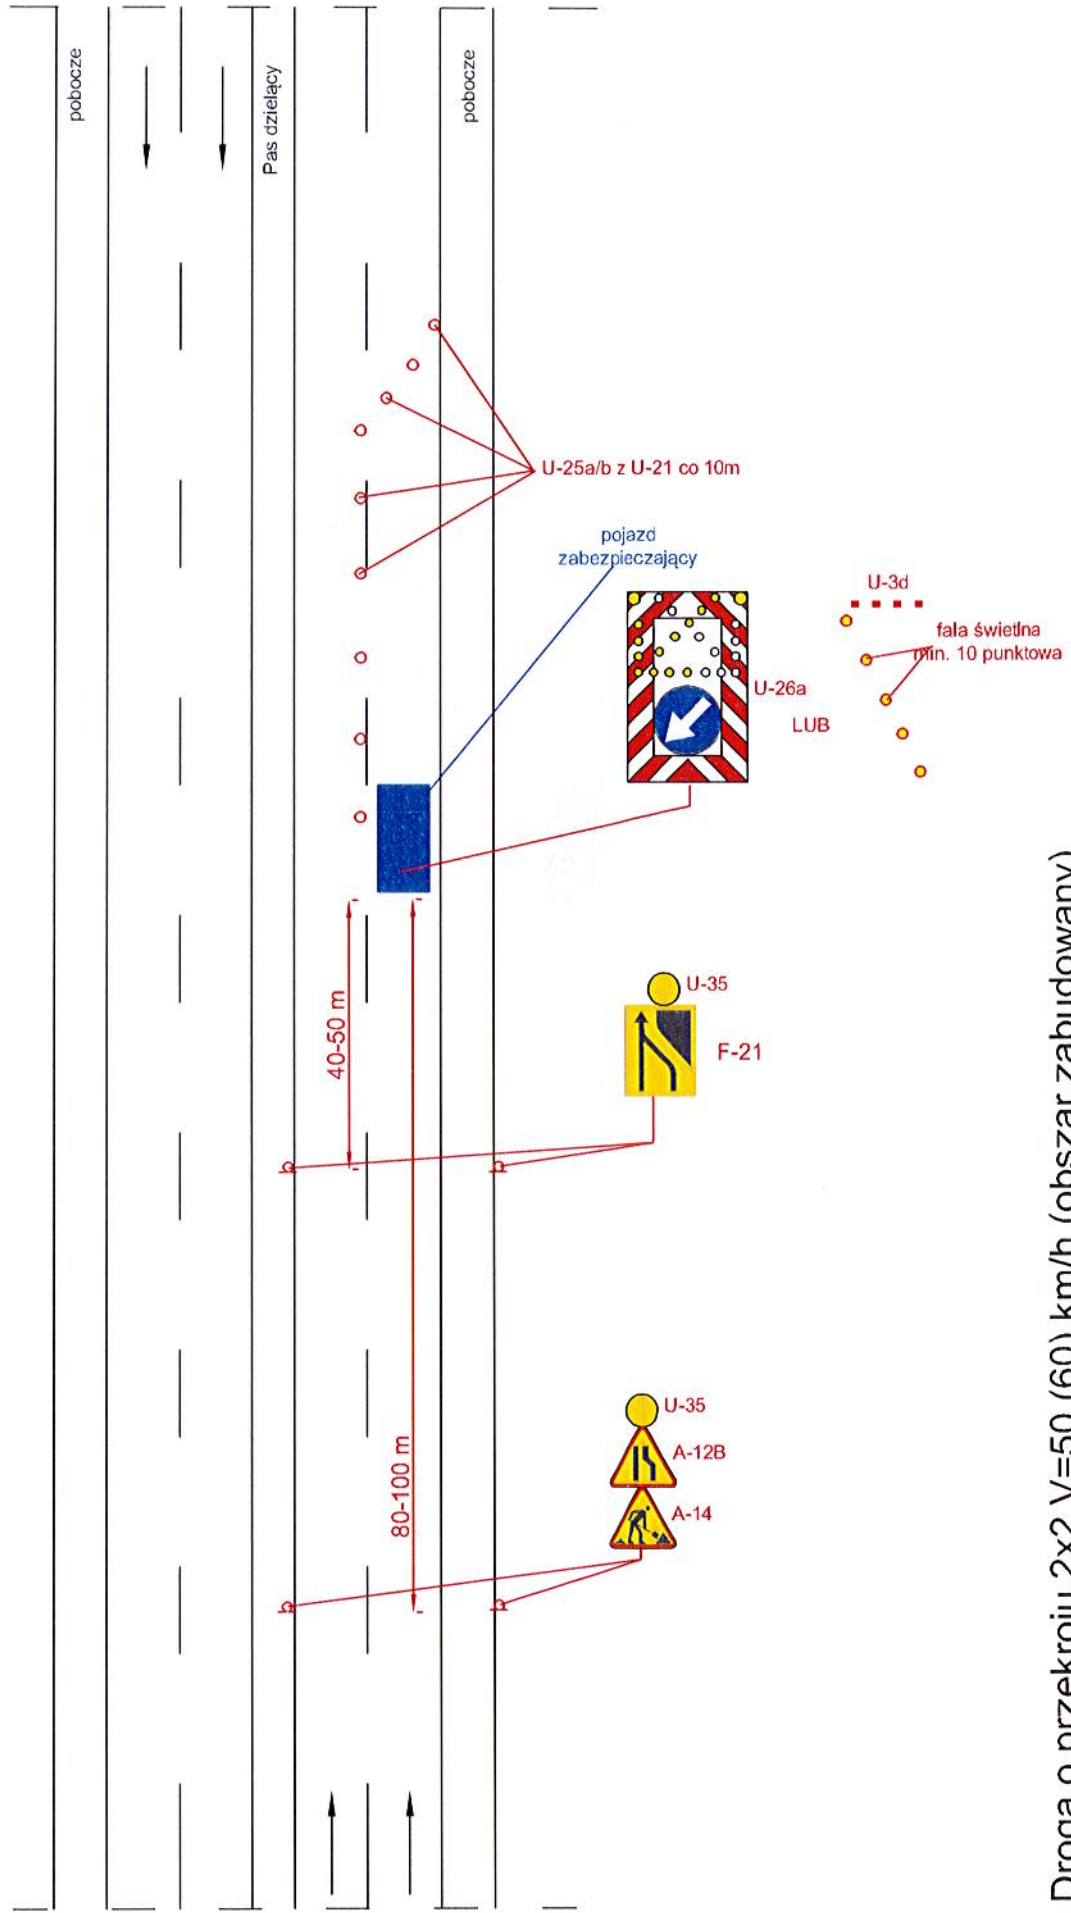 pobocze
Pas dzielący
pobocze
U-25a/b z U-21 co 10m
pojazd
zabezpieczający
U-3d
fala świetlna
min. 10 punktowa
U-26a
LUB
40-50 m
U-35
F-21
80-100 m
U-35
A-12B
A-14
Droga o przekroju 2x2 V=50 (60) km/h (obszar zabudowany)